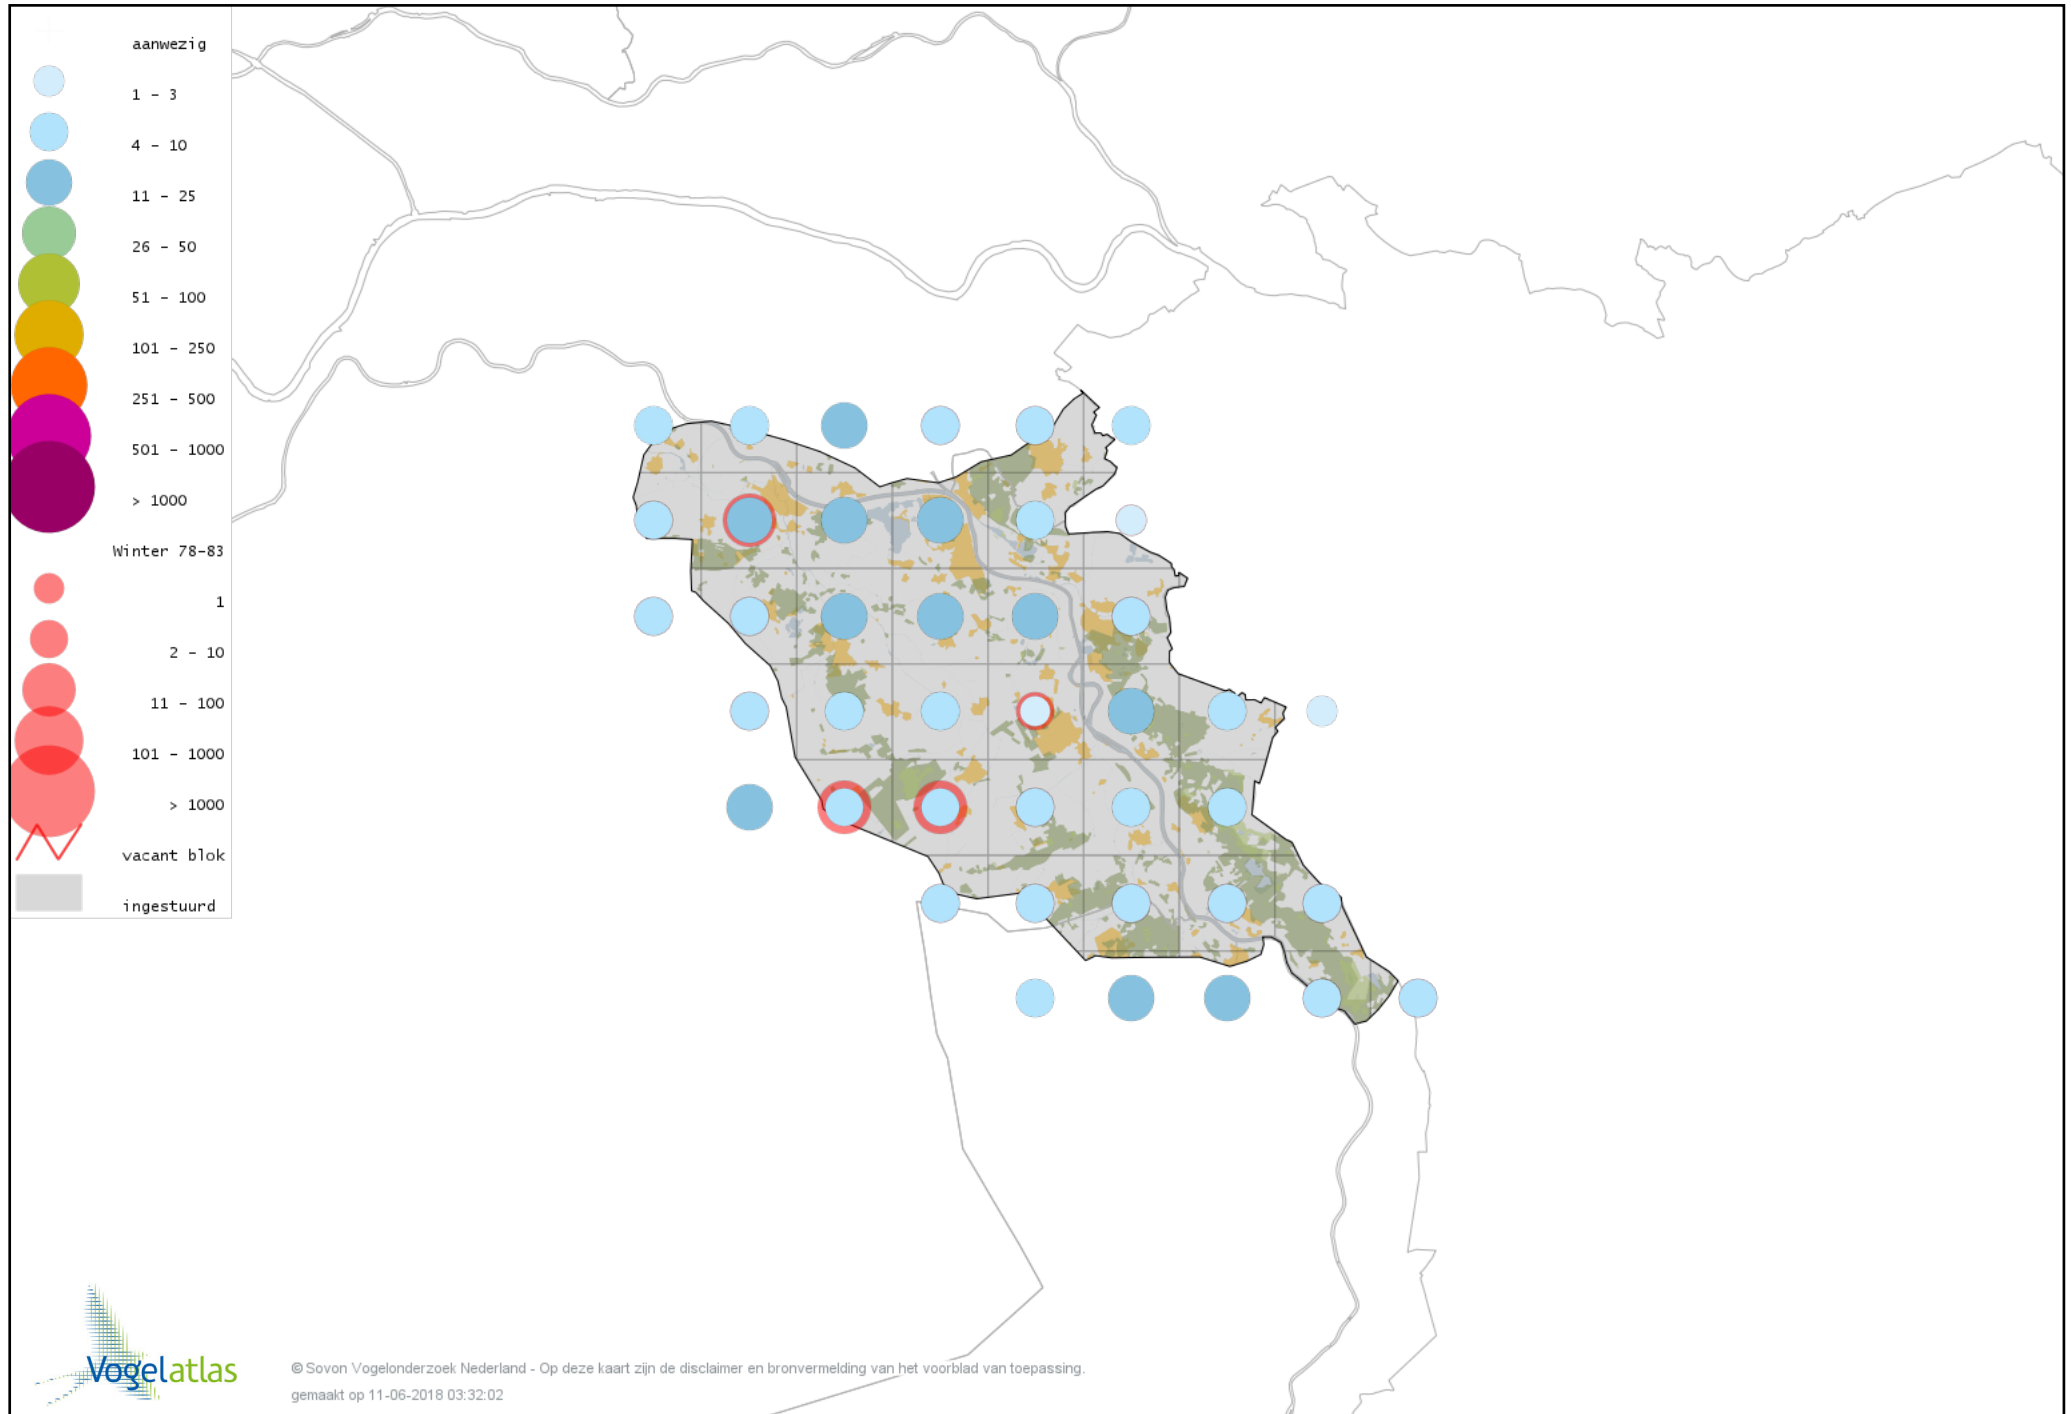 aanwezig
1 - 3
4 - 10
11 - 25
26 - 50
51 - 100
101 - 250
251 - 500
501 - 1000
> 1000
Winter 78-83
1
2 - 10
11 - 100
101 - 1000
> 1000
vacant blok
ingestuurd
Vogelatlas
© Sovon Vogelonderzoek Nederland - Op deze kaart zijn de disclaimer en bronvermelding van het voorblad van toepassing.
gemaakt op 11-06-2018 03:32:02